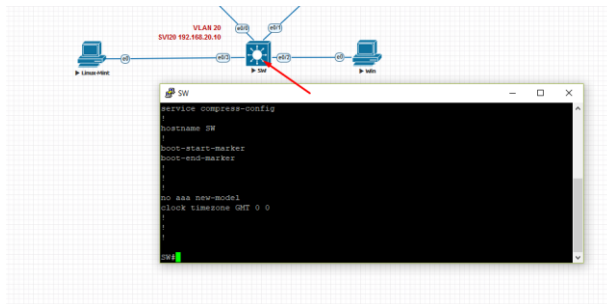 VLAN 20
SVI20 192.168.20.10
e0/0
e0/1
e0
e0/3
e0/2
e0
Linux-Mint
SW
Win
SW
service compress-config
!
hostname SW
!
boot-start-marker
boot-end-marker
!
!
!
no aaa new-model
clock timezone GMT 0 0
!
!
!
SW#